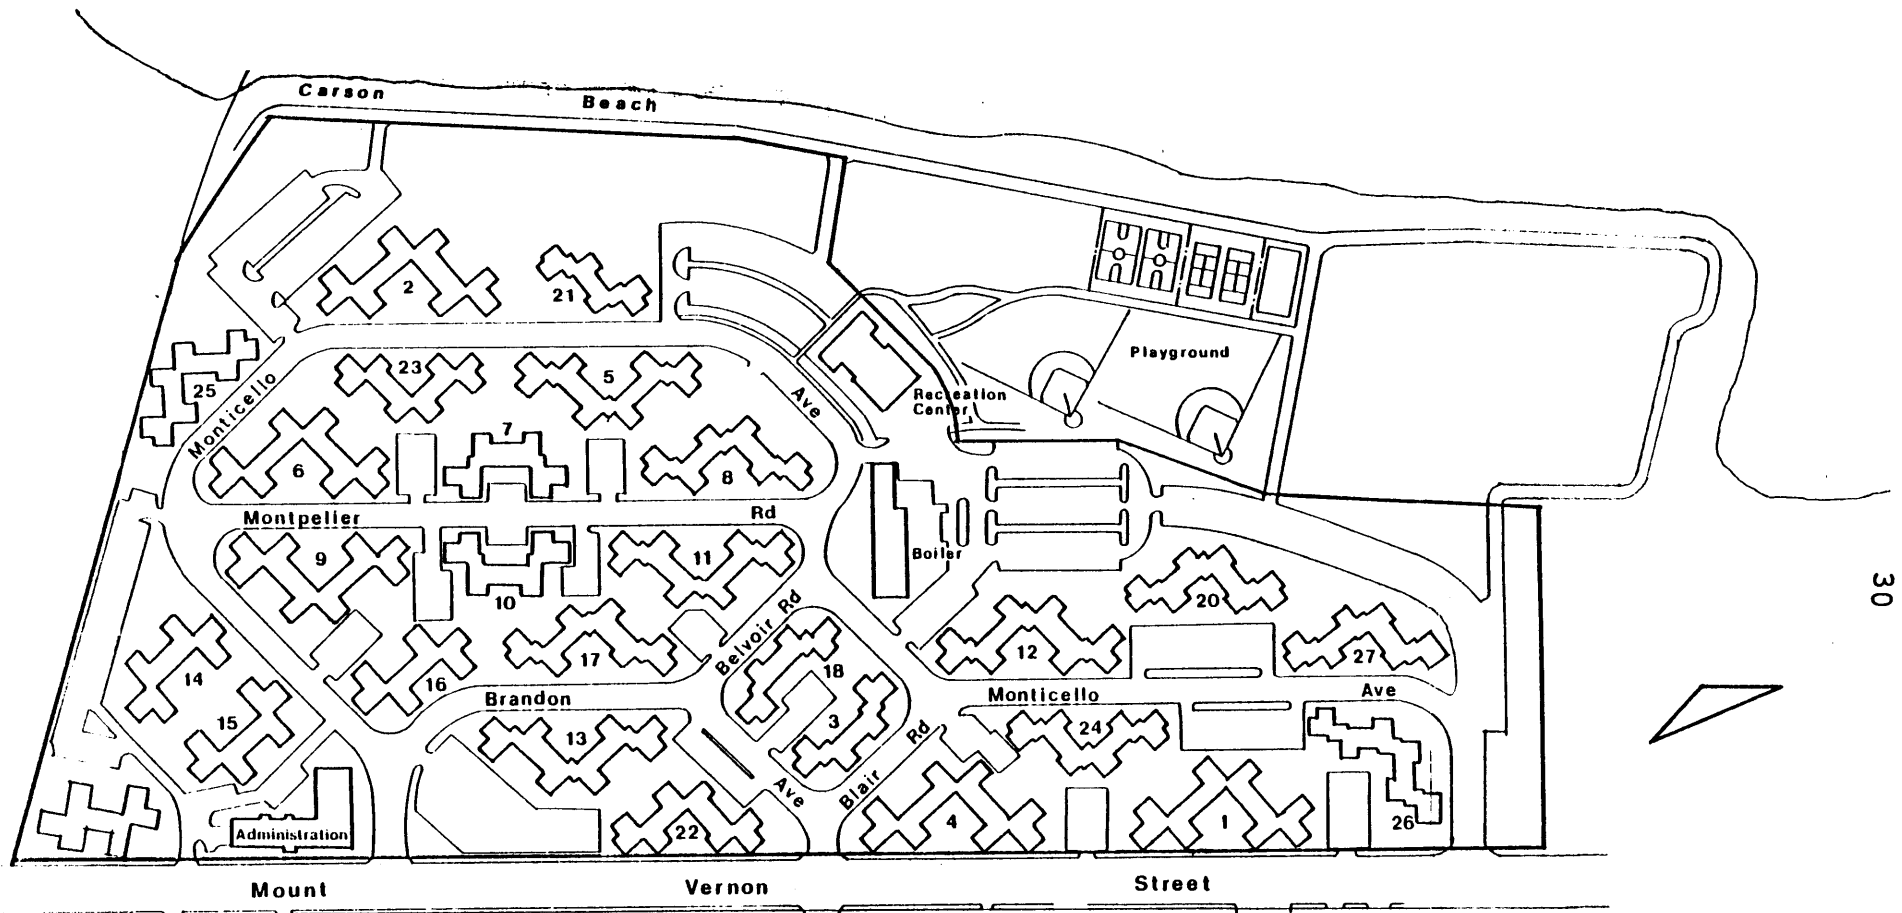 Carson Beach
2
21
Playground
23
5
25
Monticello
Ave
Recreation
Center
7
6
8
Montpelier Rd
9
11
Boiler
10
20
30
Belvoir Rd
17
12
27
14
16
18
Brandon
Monticello Ave
15
3
13
24
Blair Rd
Ave
22
4
1
26
Administration
Mount Vernon Street